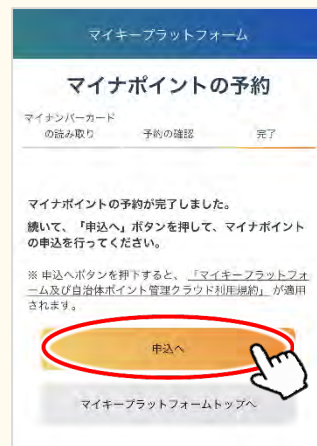 マイキープラットフォーム
マイナポイントの予約
マイナンバーカード
の読み取り
予約の確認
完了
マイナポイントの予約が完了しました。
続いて、「申込へ」ボタンを押して、マイナポイント
の申込を行ってください。
※ 申込へボタンを押下すると、「マイキープラットフォ
ーム及び自治体ポイント管理クラウド利用規約」 が適用
されます。
申込へ
マイキープラットフォームトップへ